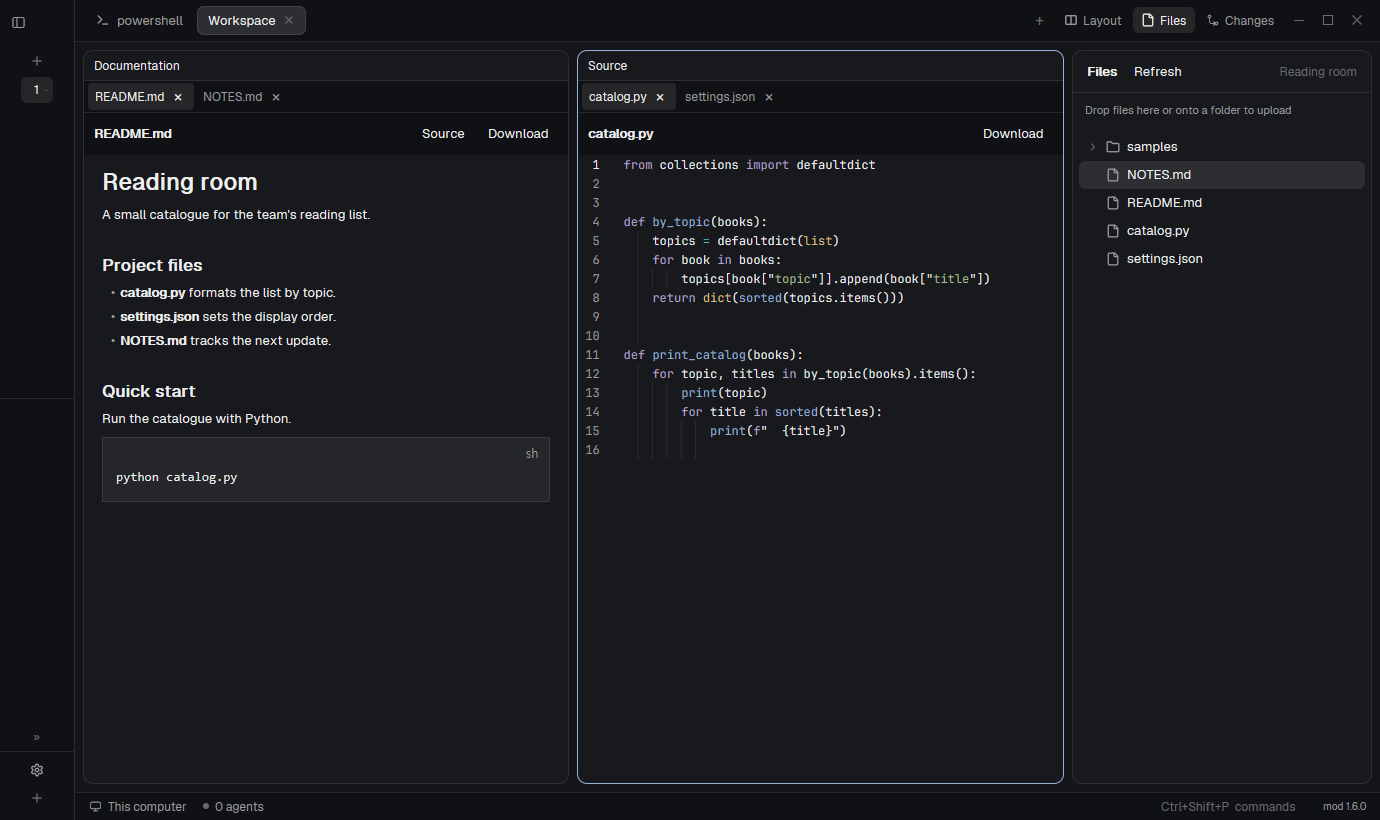 powershell
Workspace
Layout
Files
Changes
1
Documentation
README.md
NOTES.md
README.md
Source
Download
Reading room
A small catalogue for the team's reading list.
Project files
• catalog.py formats the list by topic.
• settings.json sets the display order.
• NOTES.md tracks the next update.
Quick start
Run the catalogue with Python.
sh
python catalog.py
Source
catalog.py
settings.json
catalog.py
Download
1 from collections import defaultdict
2
3
4 def by_topic(books):
5     topics = defaultdict(list)
6     for book in books:
7         topics[book["topic"]].append(book["title"])
8     return dict(sorted(topics.items()))
9
10
11 def print_catalog(books):
12     for topic, titles in by_topic(books).items():
13         print(topic)
14         for title in sorted(titles):
15             print(f"  {title}")
16
Files
Refresh
Reading room
Drop files here or onto a folder to upload
samples
NOTES.md
README.md
catalog.py
settings.json
This computer
0 agents
Ctrl+Shift+P commands
mod 1.6.0